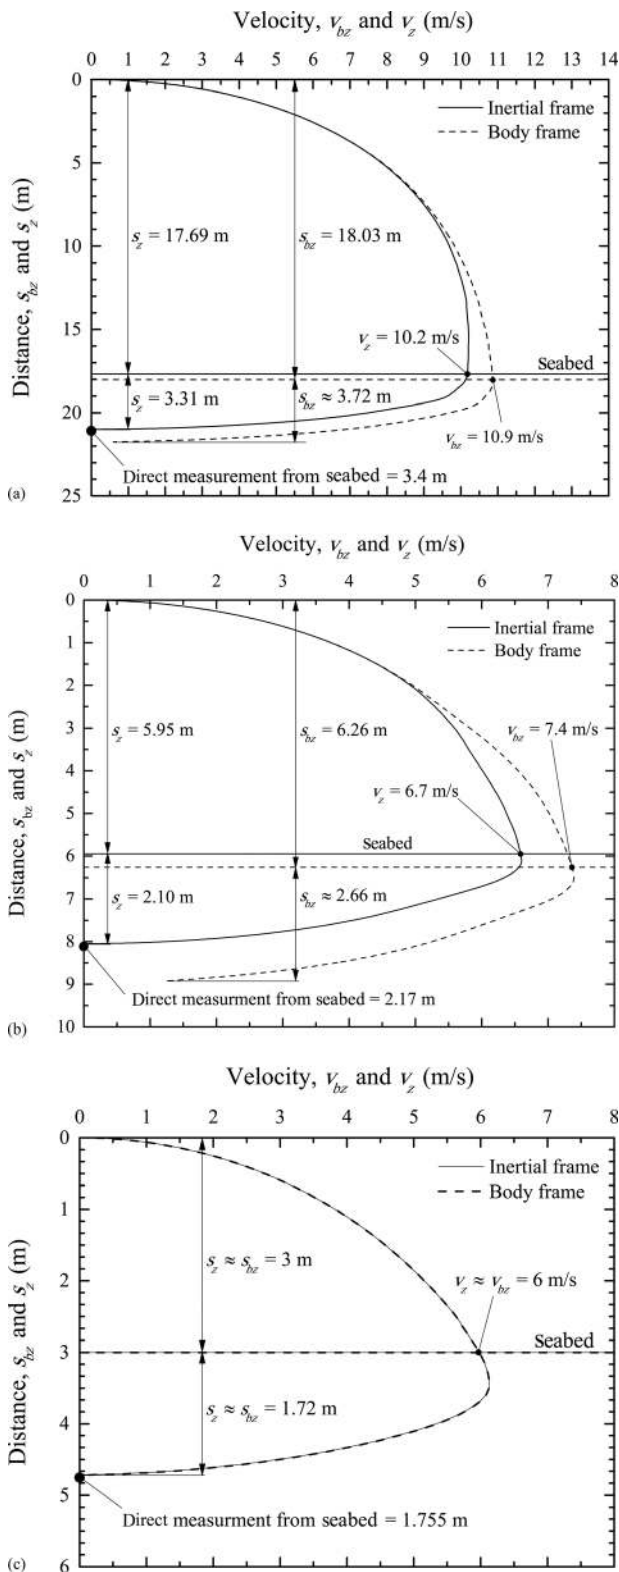 Velocity, v_bz and v_z (m/s)
0 1 2 3 4 5 6 7 8 9 10 11 12 13 14
0
Inertial frame
Body frame
5
s_z = 17.69 m
s_bz = 18.03 m
10
Distance, s_bz and s_z (m)
15
v_z = 10.2 m/s
Seabed
s_z = 3.31 m
s_bz ≈ 3.72 m
20
v_bz = 10.9 m/s
Direct measurement from seabed = 3.4 m
(a)
25
Velocity, v_bz and v_z (m/s)
0 1 2 3 4 5 6 7 8
0
Inertial frame
Body frame
1
2
s_z = 5.95 m
s_bz = 6.26 m
v_bz = 7.4 m/s
3
4
v_z = 6.7 m/s
Distance, s_bz and s_z (m)
5
Seabed
6
s_z = 2.10 m
s_bz ≈ 2.66 m
7
8
9
Direct measurment from seabed = 2.17 m
(b)
10
Velocity, v_bz and v_z (m/s)
0 1 2 3 4 5 6 7 8
0
Inertial frame
Body frame
1
s_z ≈ s_bz = 3 m
2
v_z ≈ v_bz = 6 m/s
Distance, s_bz and s_z (m)
Seabed
3
s_z ≈ s_bz = 1.72 m
4
5
Direct measurment from seabed = 1.755 m
(c)
6